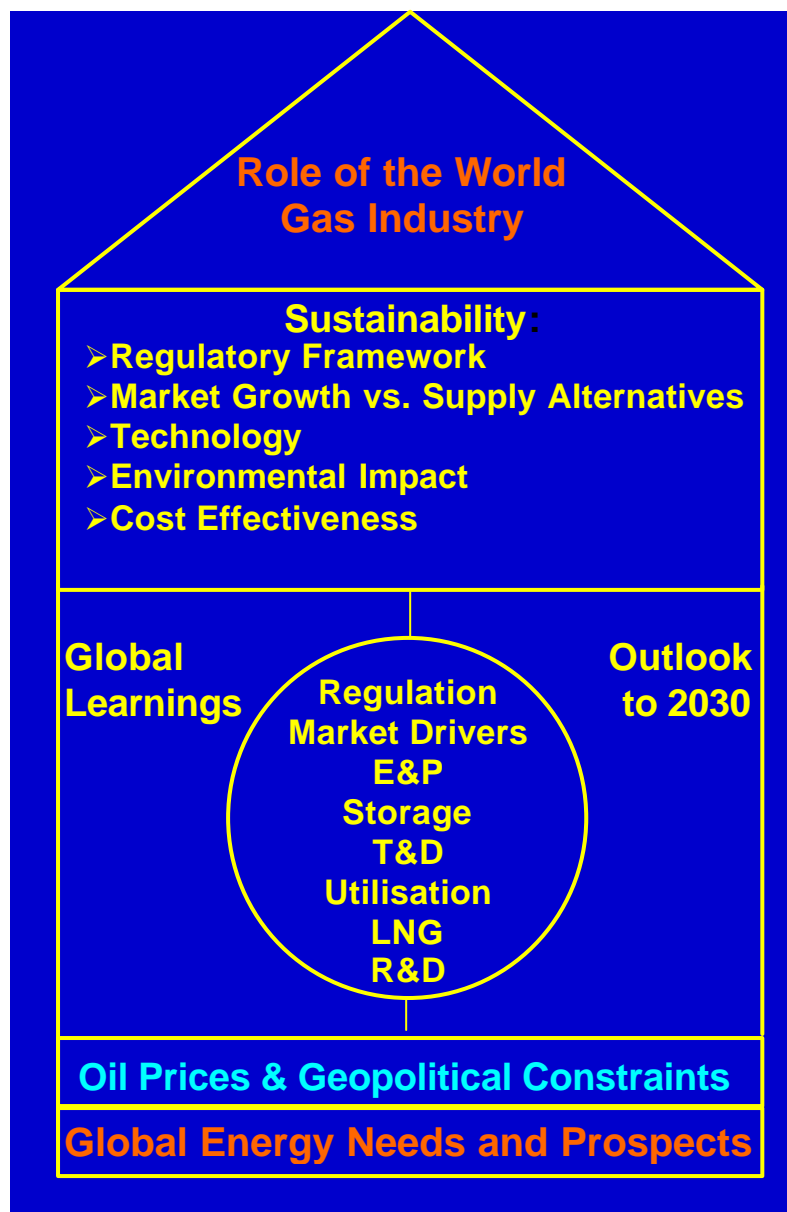 Role of the World
Gas Industry
Sustainability:
➢Regulatory Framework
➢Market Growth vs. Supply Alternatives
➢Technology
➢Environmental Impact
➢Cost Effectiveness
Global
Learnings
Regulation
Market Drivers
E&P
Storage
T&D
Utilisation
LNG
R&D
Outlook
to 2030
Oil Prices & Geopolitical Constraints
Global Energy Needs and Prospects